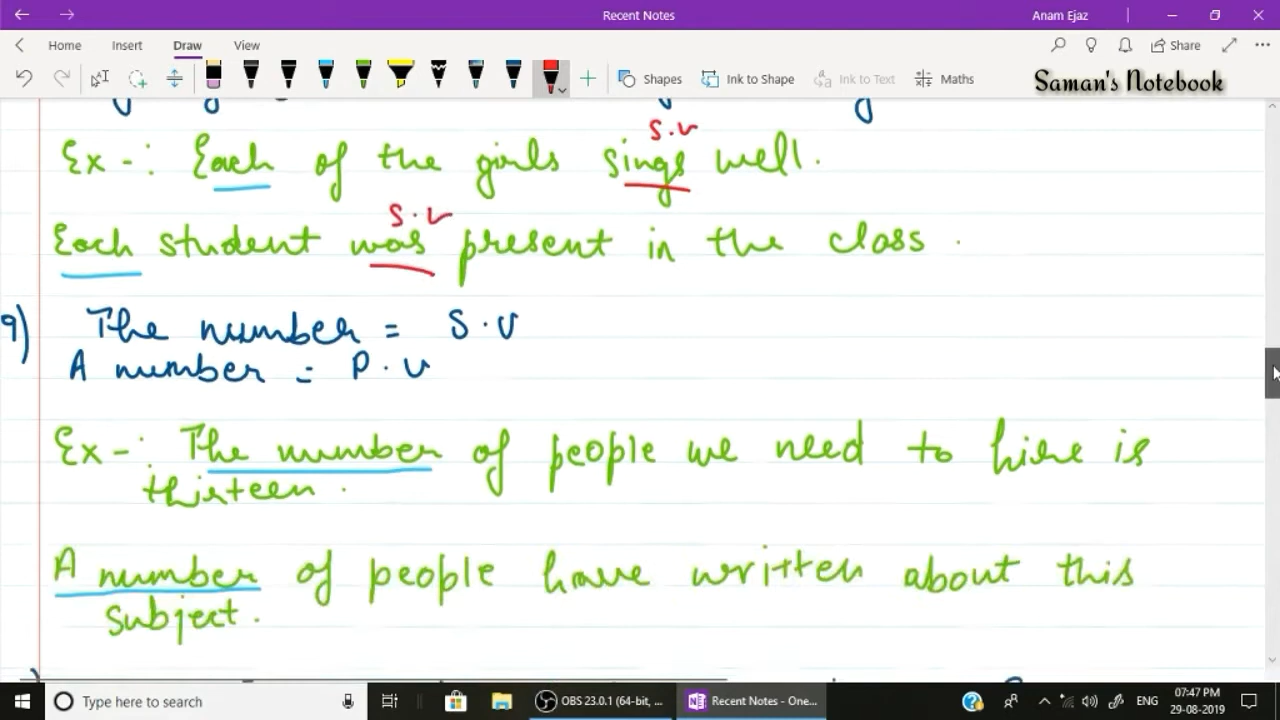 Recent Notes
Anam Ejaz
Home Insert Draw View
Share
Shapes Ink to Shape Ink to Text Maths
Saman's Notebook
S.V
Ex -: Each of the girls sings well.
S.V
Each student was present in the class.
9) The number = S.V
A number = P.V
Ex -: The number of people we need to hire is
thirteen.
A number of people have written about this
subject.
Type here to search
OBS 23.0.1 (64-bit, ...
Recent Notes - One...
ENG
07:47 PM
29-08-2019